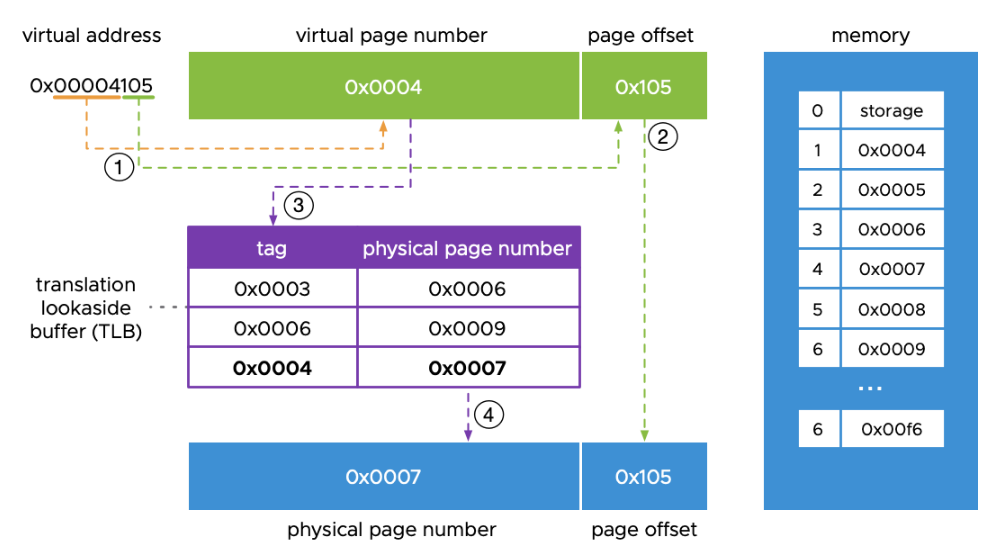 virtual address
virtual page number
page offset
memory
0x00004105
0x0004
0x105
1
2
3
tag
physical page number
0x0003
0x0006
0x0006
0x0009
0x0004
0x0007
translation
lookaside
buffer (TLB)
4
0x0007
0x105
physical page number
page offset
0
storage
1
0x0004
2
0x0005
3
0x0006
4
0x0007
5
0x0008
6
0x0009
...
6
0x00f6